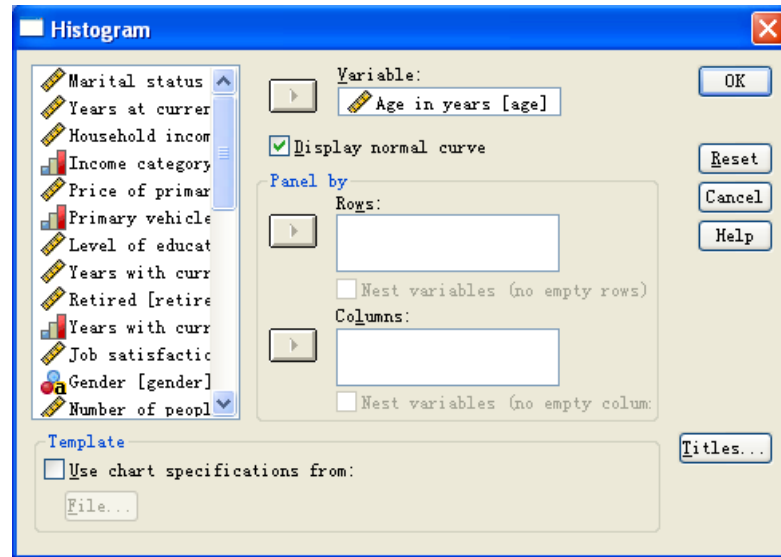 Histogram
Marital status
Years at curren
Household incom
Income category
Price of primar
Primary vehicle
Level of educat
Years with curr
Retired [retire
Years with curr
Job satisfactic
Gender [gender]
Number of peopl
Variable:
Age in years [age]
Display normal curve
Panel by
Rows:
Nest variables (no empty rows)
Columns:
Nest variables (no empty colum:
OK
Reset
Cancel
Help
Template
Use chart specifications from:
File...
Titles...